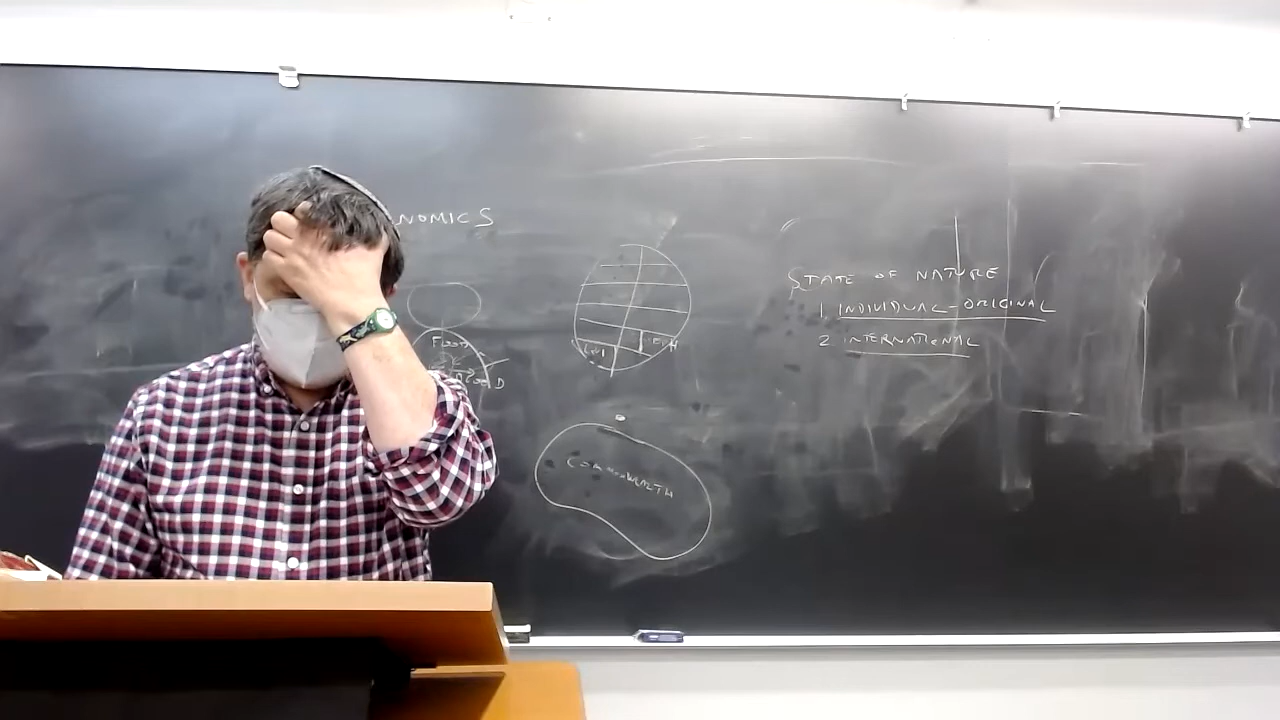 NOMICS
STATE OF NATURE
1 INDIVIDUAL-ORIGINAL
2 INTERNATIONAL
COMMONWEALTH